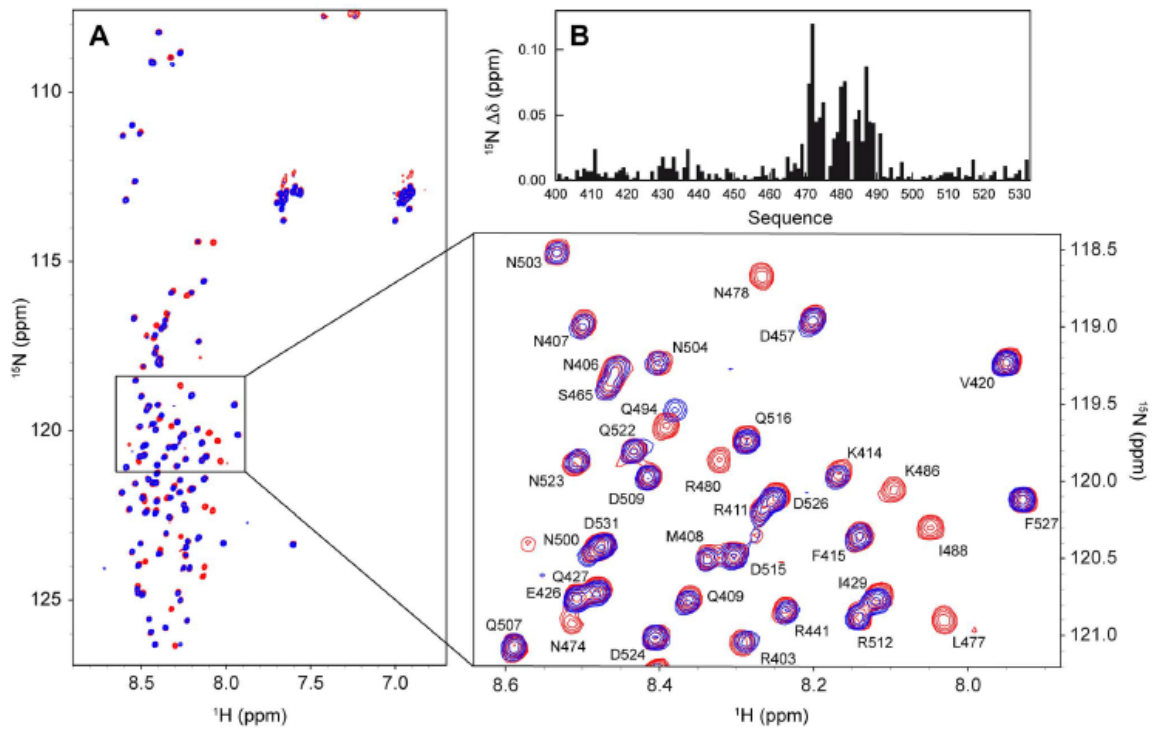 A
110
115
120
125
¹⁵N (ppm)
8.5 8.0 7.5 7.0
¹H (ppm)
B
0.10
0.05
0.00
¹⁵N Δδ (ppm)
400 410 420 430 440 450 460 470 480 490 500 510 520 530
Sequence
N503
N478
N407
D457
N406
N504
V420
S465
Q494
Q516
Q522
K414
K486
R480
N523
D509
R411
D526
F527
N500
D531
M408
I488
D515
F415
Q427
E426
Q409
I429
Q507
N474
R441
R512
L477
D524
R403
118.5
119.0
119.5
120.0
120.5
121.0
¹⁵N (ppm)
8.6 8.4 8.2 8.0
¹H (ppm)